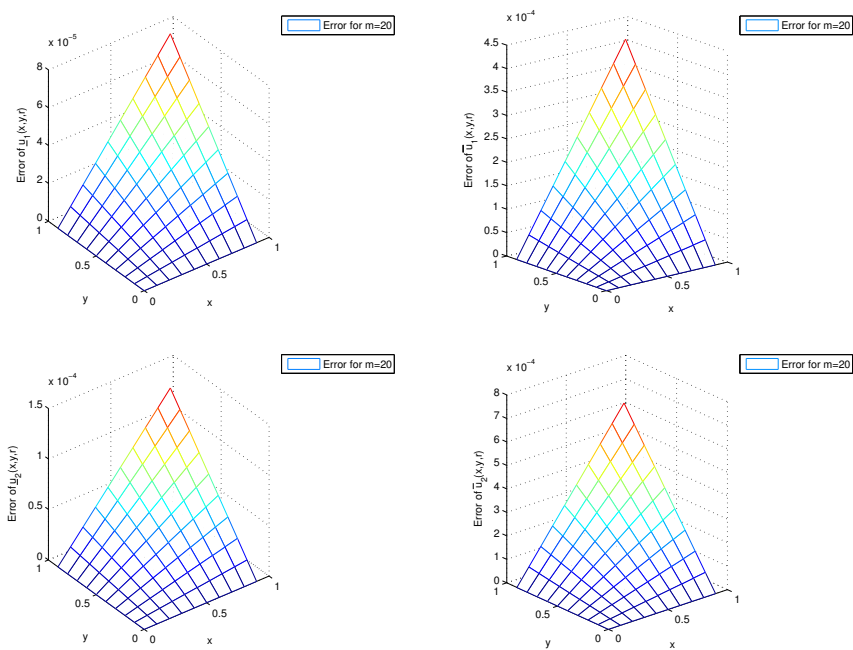 Error for m=20
x 10⁻⁵
8
6
4
2
0
Error of u̲₁(x,y,r)
1
0.5
0
y
0
0.5
1
x
Error for m=20
x 10⁻⁴
4.5
4
3.5
3
2.5
2
1.5
1
0.5
0
Error of u̅₁(x,y,r)
1
0.5
0
y
0
0.5
1
x
Error for m=20
x 10⁻⁴
1.5
1
0.5
0
Error of u̲₂(x,y,r)
1
0.5
0
y
0
0.5
1
x
Error for m=20
x 10⁻⁴
8
7
6
5
4
3
2
1
0
Error of u̅₂(x,y,r)
1
0.5
0
y
0
0.5
1
x